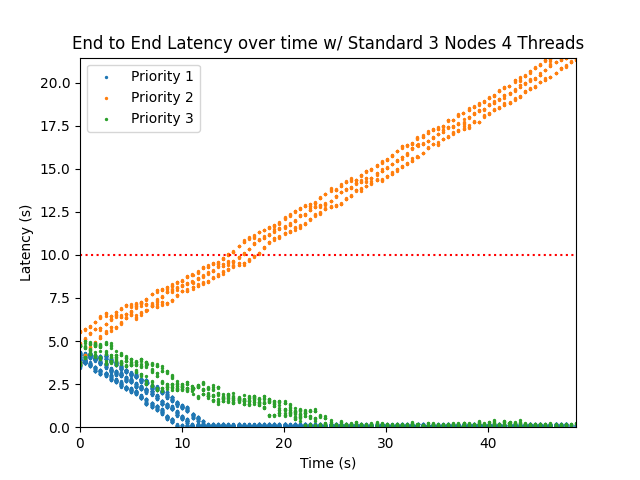 End to End Latency over time w/ Standard 3 Nodes 4 Threads
Priority 1
Priority 2
Priority 3
Latency (s)
20.0
17.5
15.0
12.5
10.0
7.5
5.0
2.5
0.0
0 10 20 30 40
Time (s)